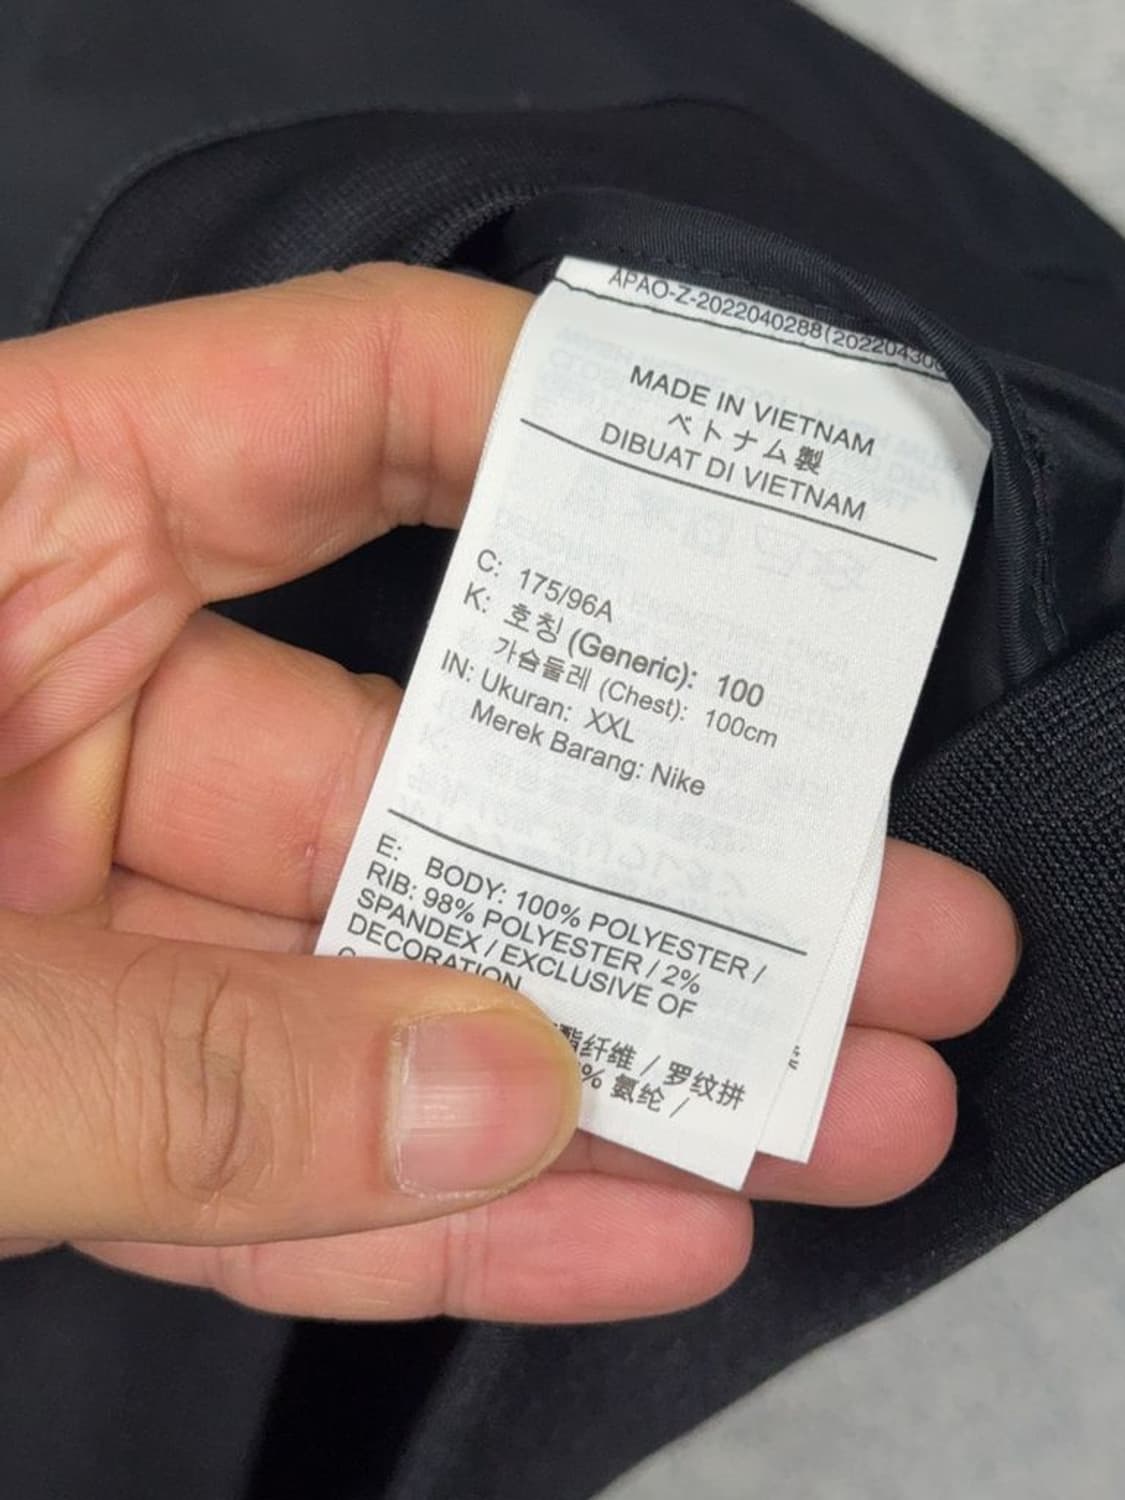 APAO-Z-2022040288(20220430
MADE IN VIETNAM
ベトナム製
DIBUAT DI VIETNAM
C: 175/96A
K: 호칭 (Generic): 100
가슴둘레 (Chest): 100cm
IN: Ukuran: XXL
Merek Barang: Nike
E: BODY: 100% POLYESTER /
RIB: 98% POLYESTER / 2%
SPANDEX / EXCLUSIVE OF
DECORATION
酯纤维 / 罗纹拼
% 氨纶 /